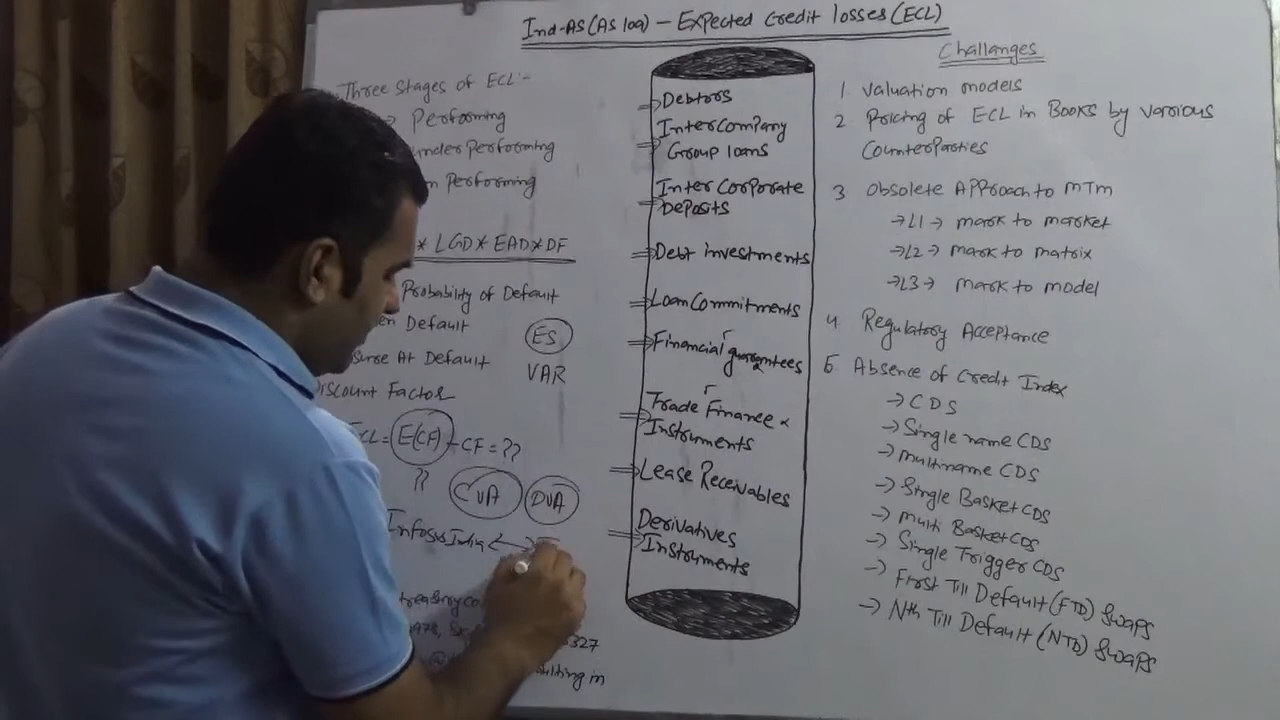 Ind-AS (AS 109) – Expected Credit losses (ECL)
Three Stages of ECL:-
Performing
under performing
Performing
* LGD * EAD * DF
Probability of Default
Default
At Default
Discount Factor
ECL = E(CF) – CF = ??
??
ES
VAR
CVA
DVA
Infosys India
327
Debtors
InterCompany
Group loans
Inter Corporate
Deposits
Debt investments
Loan Commitments
Financial guarantees
Trade Finance
Instruments
Lease Receivables
Derivatives
Instruments
Challanges
1 Valuation models
2 Pricing of ECL in Books by various
Counterparties
3 Obsolete Approach to MTM
→L1→ mark to market
→L2→ mark to matrix
→L3→ mark to model
4 Regulatory Acceptance
5 Absence of Credit Index
→ CDS
→ Single name CDS
→ multiname CDS
→ Single Basket CDS
→ multi Basket CDS
→ Single Trigger CDS
→ First Till Default (FTD) Swaps
→ Nth Till Default (NTD) Swaps